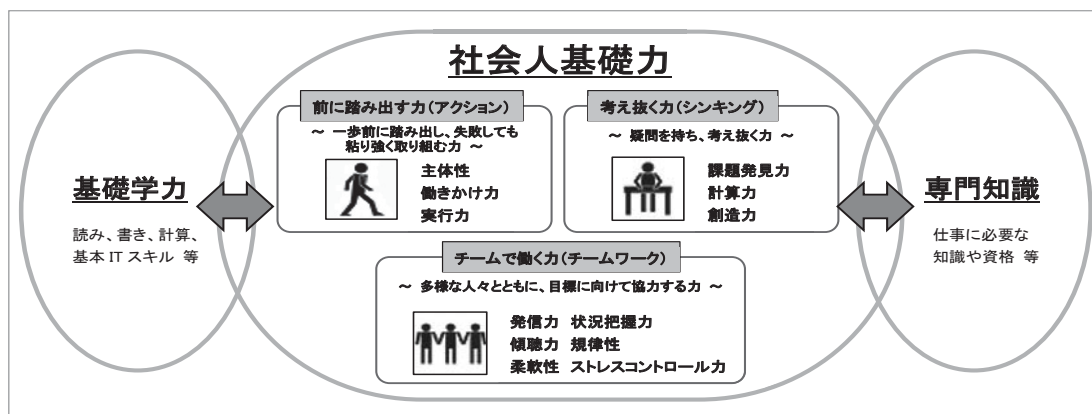 社会人基礎力
前に踏み出す力(アクション)
～ 一歩前に踏み出し、失敗しても
粘り強く取り組む力 ～
主体性
働きかけ力
実行力
考え抜く力(シンキング)
～ 疑問を持ち、考え抜く力 ～
課題発見力
計算力
創造力
チームで働く力(チームワーク)
～ 多様な人々とともに、目標に向けて協力する力 ～
発信力 状況把握力
傾聴力 規律性
柔軟性 ストレスコントロール力
基礎学力
読み、書き、計算、
基本 IT スキル 等
専門知識
仕事に必要な
知識や資格 等